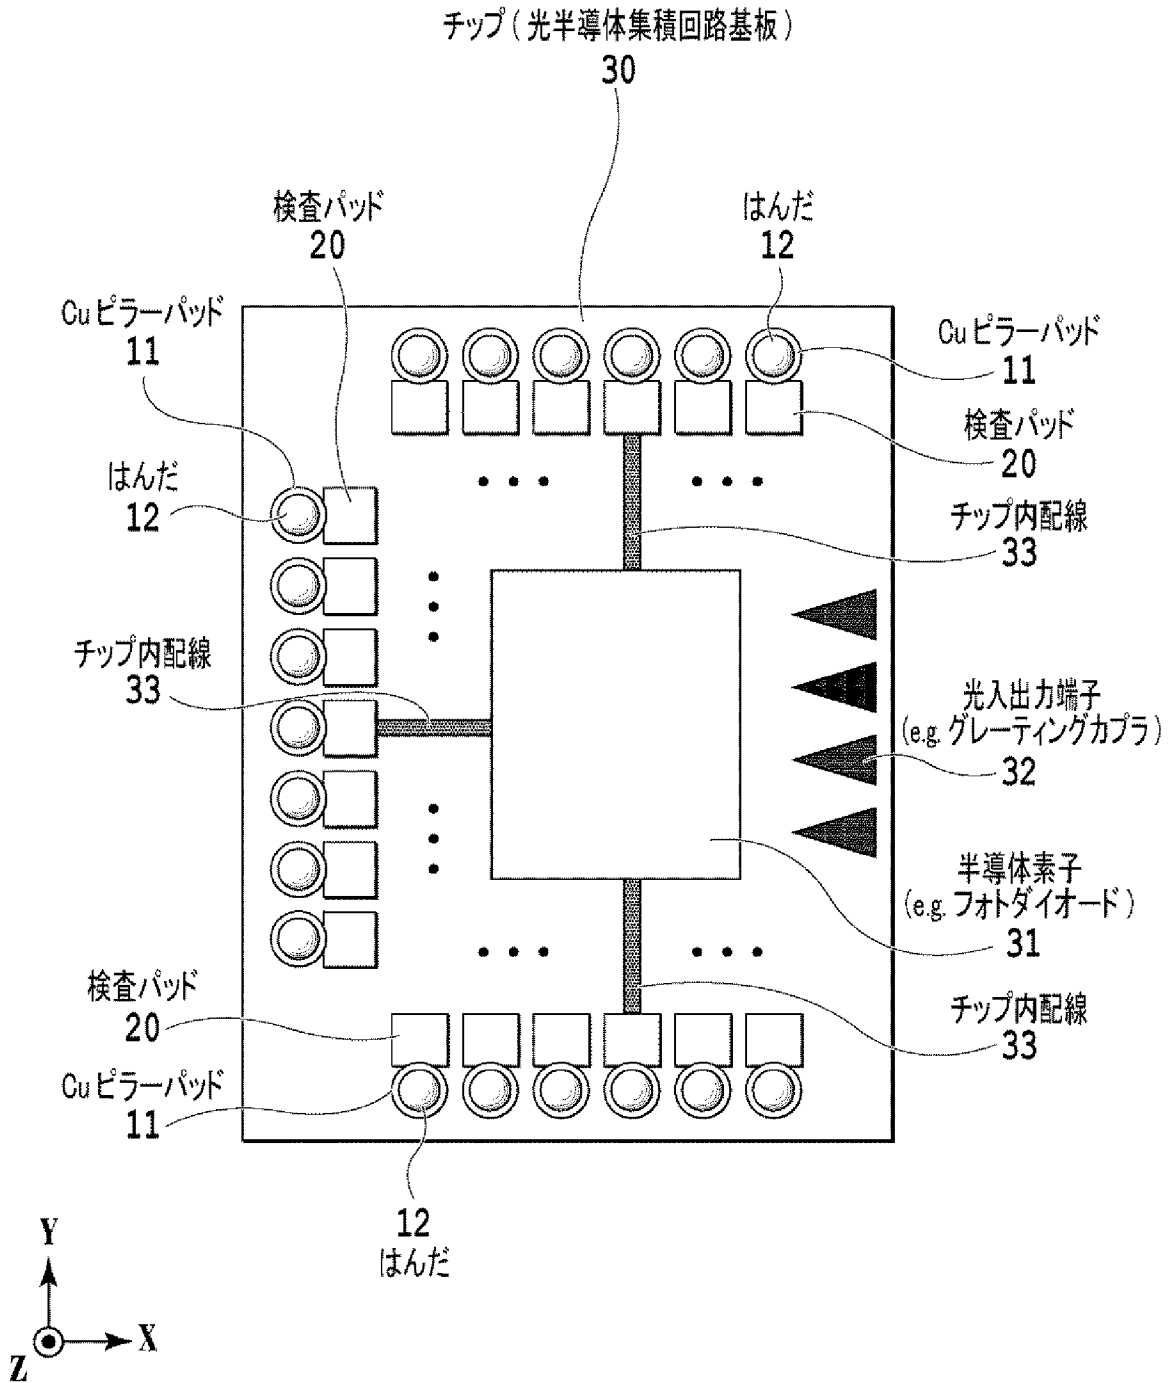 チップ(光半導体集積回路基板)
30
検査パッド
20
はんだ
12
Cuピラーパッド
11
Cuピラーパッド
11
検査パッド
20
はんだ
12
チップ内配線
33
チップ内配線
33
光入出力端子
(e.g. グレーティングカプラ)
32
半導体素子
(e.g. フォトダイオード)
31
検査パッド
20
チップ内配線
33
Cuピラーパッド
11
12
はんだ
Y
X
Z